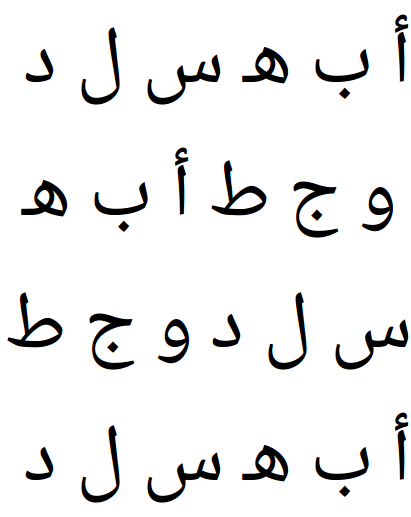 أ ب هـ س ل د
و ج ط أ ب هـ
س ل د و ج ط
أ ب هـ س ل د